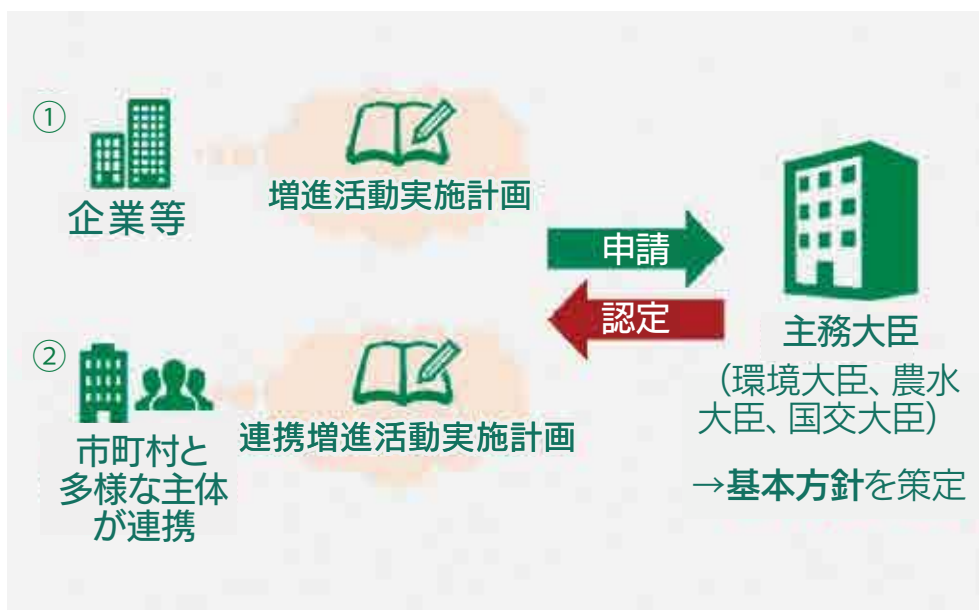 ①
企業等
増進活動実施計画
②
市町村と
多様な主体
が連携
連携増進活動実施計画
申請
認定
主務大臣
（環境大臣、農水
大臣、国交大臣）
→基本方針を策定